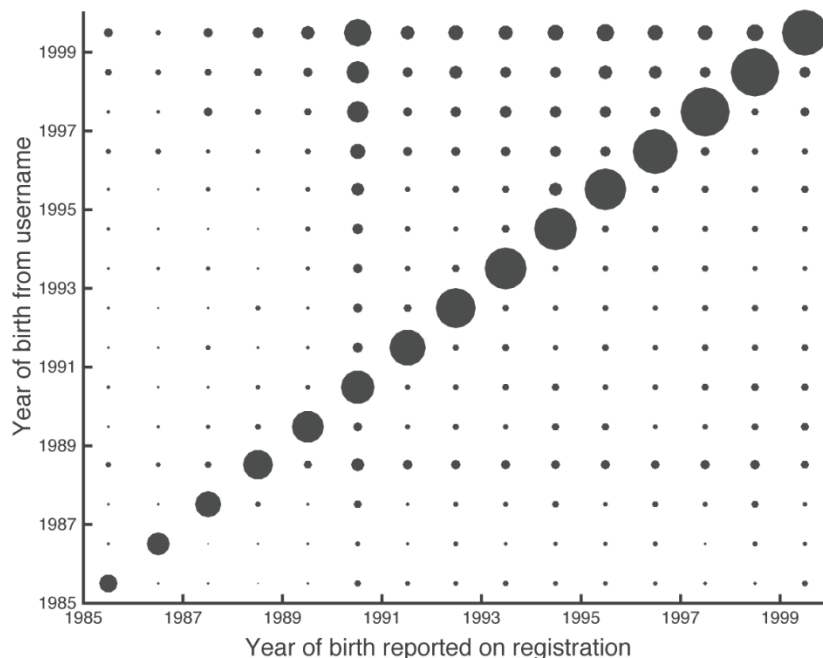 1999
1997
1995
1993
1991
1989
1987
1985
Year of birth from username
1985 1987 1989 1991 1993 1995 1997 1999
Year of birth reported on registration